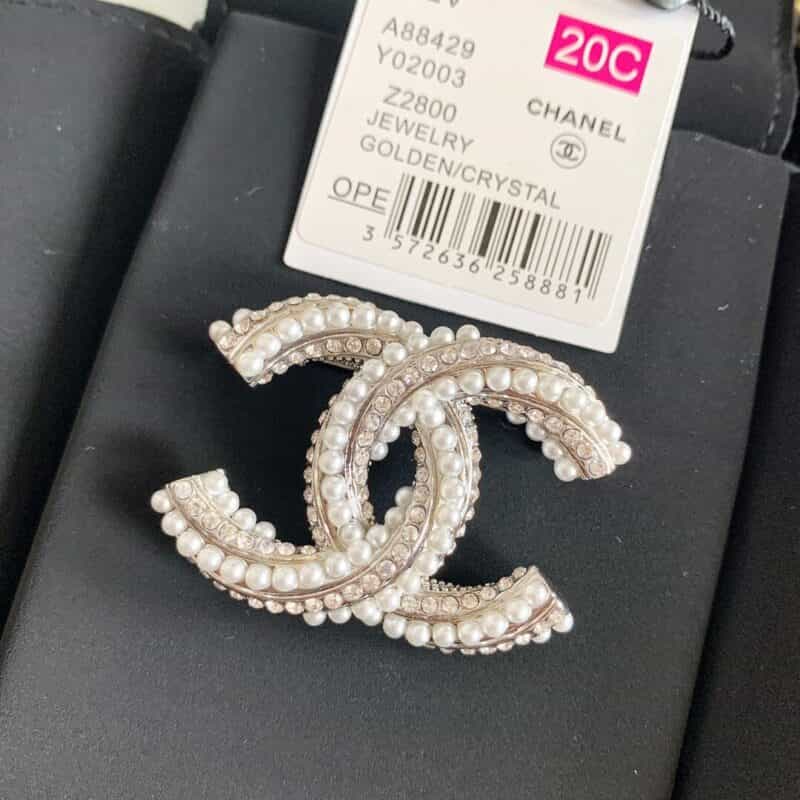 A88429
Y02003
Z2800
JEWELRY
GOLDEN/CRYSTAL
OPE
3 572636 258881
20C
CHANEL